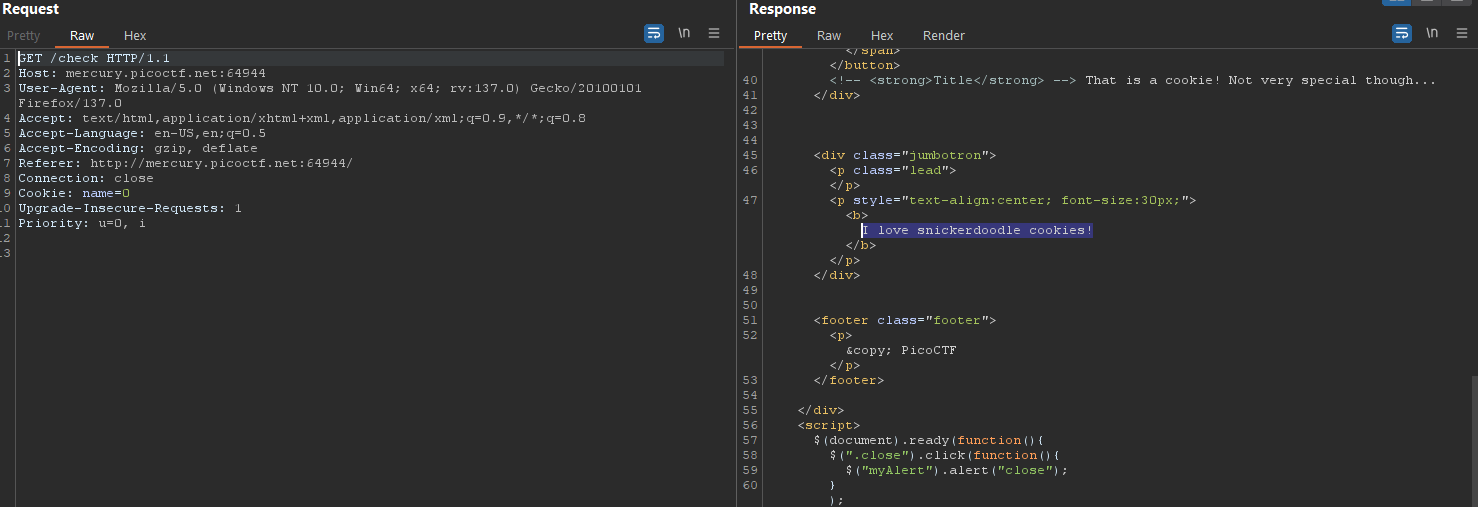 Request
Pretty Raw Hex \n
1 GET /check HTTP/1.1
2 Host: mercury.picoctf.net:64944
3 User-Agent: Mozilla/5.0 (Windows NT 10.0; Win64; x64; rv:137.0) Gecko/20100101
Firefox/137.0
4 Accept: text/html,application/xhtml+xml,application/xml;q=0.9,*/*;q=0.8
5 Accept-Language: en-US,en;q=0.5
6 Accept-Encoding: gzip, deflate
7 Referer: http://mercury.picoctf.net:64944/
8 Connection: close
9 Cookie: name=0
10 Upgrade-Insecure-Requests: 1
11 Priority: u=0, i
12
13
Response
Pretty Raw Hex Render \n
</span>
</button>
40 <!-- <strong>Title</strong> --> That is a cookie! Not very special though...
41 </div>
42
43
44
45 <div class="jumbotron">
46 <p class="lead">
</p>
47 <p style="text-align:center; font-size:30px;">
<b>
I love snickerdoodle cookies!
</b>
</p>
48 </div>
49
50
51 <footer class="footer">
52 <p>
&copy; PicoCTF
</p>
53 </footer>
54
55 </div>
56 <script>
57 $(document).ready(function(){
58 $(".close").click(function(){
59 $("myAlert").alert("close");
60 }
);